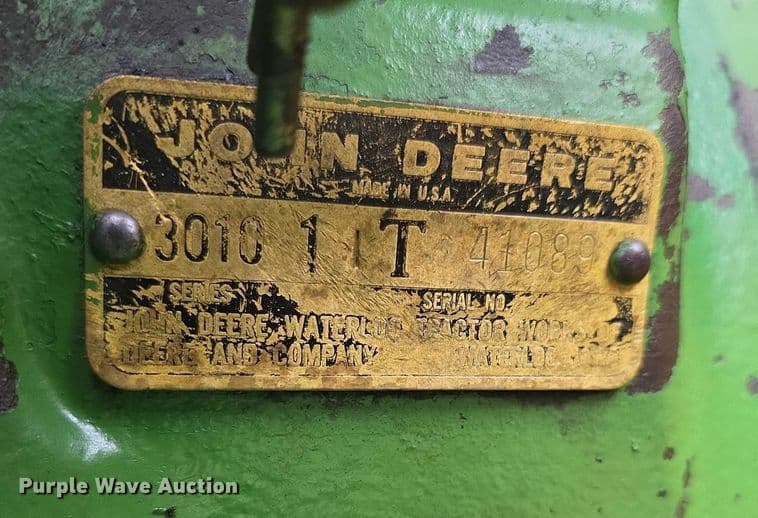 JOHN DEERE
MADE IN U.S.A.
3010 1 T 41089
SERIES SERIAL NO.
JOHN DEERE WATERLOO TRACTOR WORKS
DEERE AND COMPANY WATERLOO
Purple Wave Auction